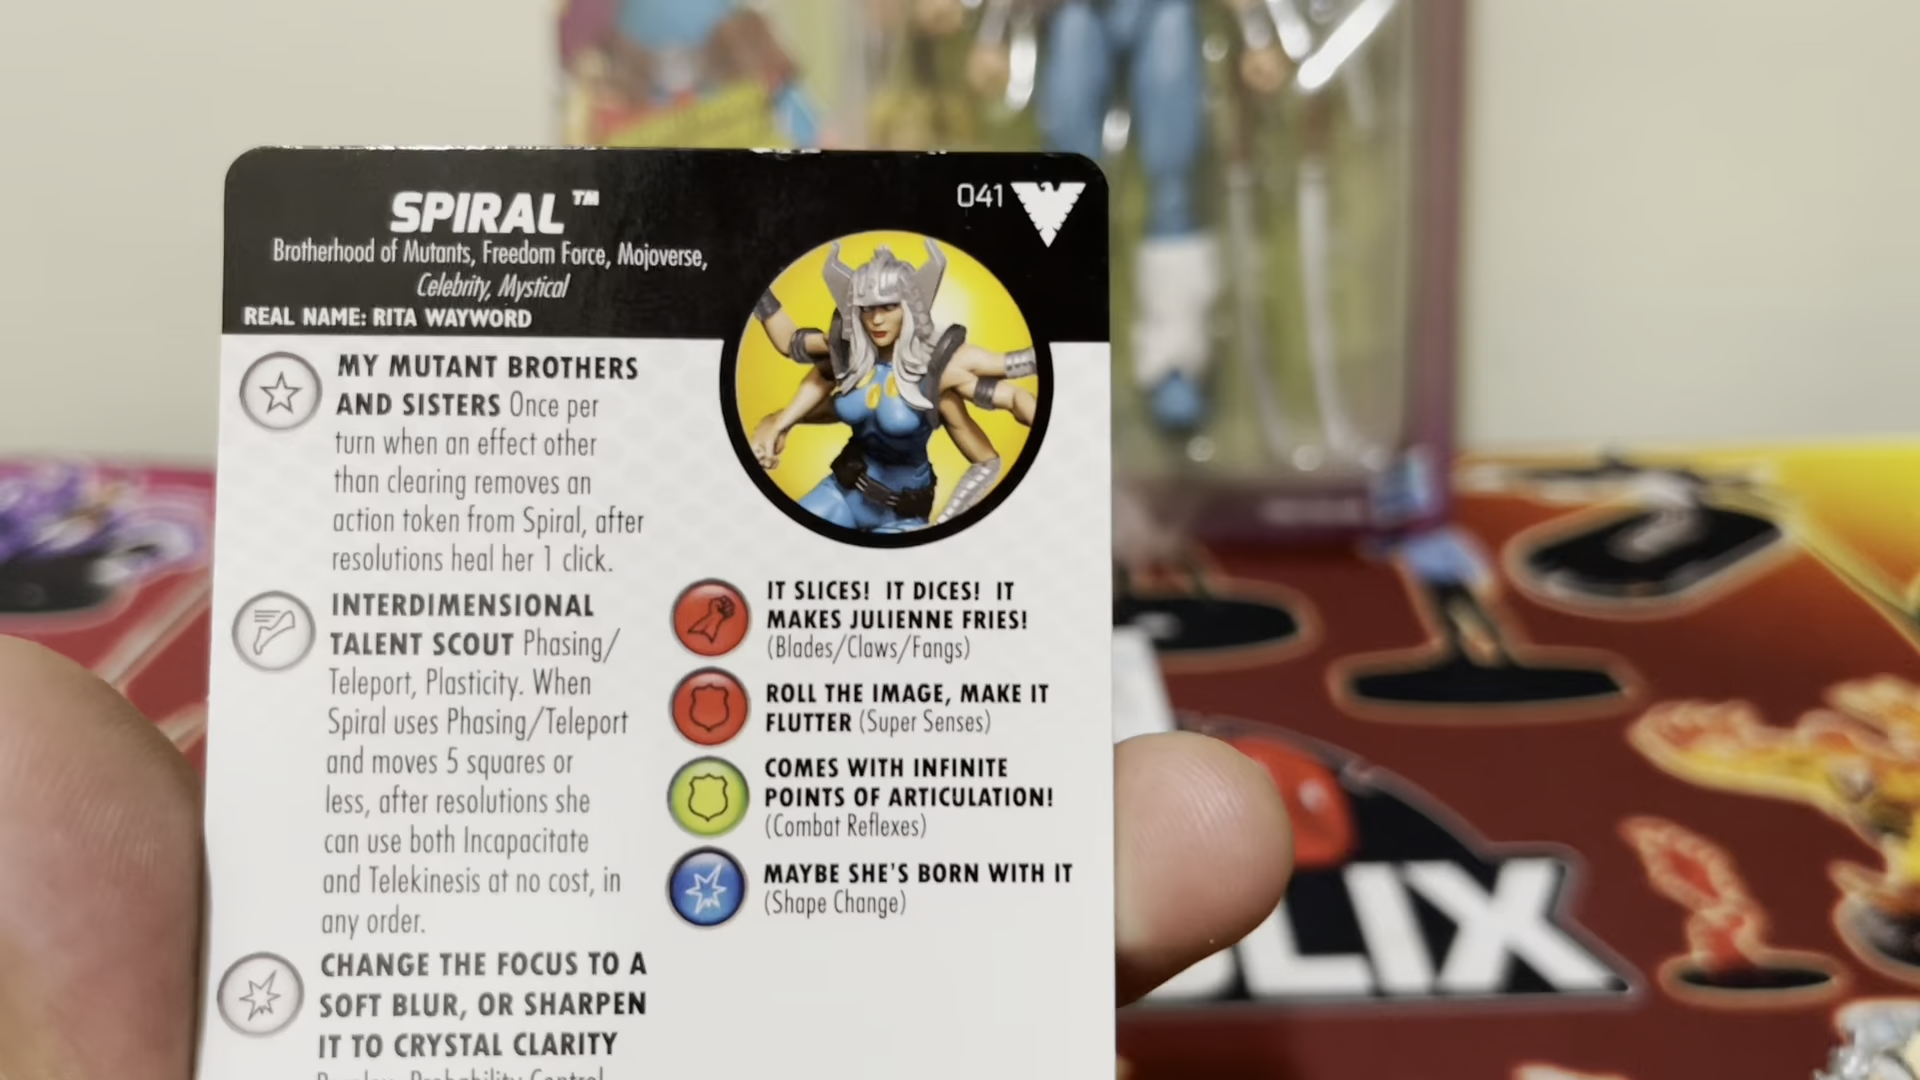 SPIRAL™
041
Brotherhood of Mutants, Freedom Force, Mojoverse,
Celebrity, Mystical
REAL NAME: RITA WAYWORD
MY MUTANT BROTHERS
AND SISTERS Once per
turn when an effect other
than clearing removes an
action token from Spiral, after
resolutions heal her 1 click.
INTERDIMENSIONAL
TALENT SCOUT Phasing/
Teleport, Plasticity. When
Spiral uses Phasing/Teleport
and moves 5 squares or
less, after resolutions she
can use both Incapacitate
and Telekinesis at no cost, in
any order.
CHANGE THE FOCUS TO A
SOFT BLUR, OR SHARPEN
IT TO CRYSTAL CLARITY
Probability Control
IT SLICES! IT DICES! IT
MAKES JULIENNE FRIES!
(Blades/Claws/Fangs)
ROLL THE IMAGE, MAKE IT
FLUTTER (Super Senses)
COMES WITH INFINITE
POINTS OF ARTICULATION!
(Combat Reflexes)
MAYBE SHE'S BORN WITH IT
(Shape Change)
LIX